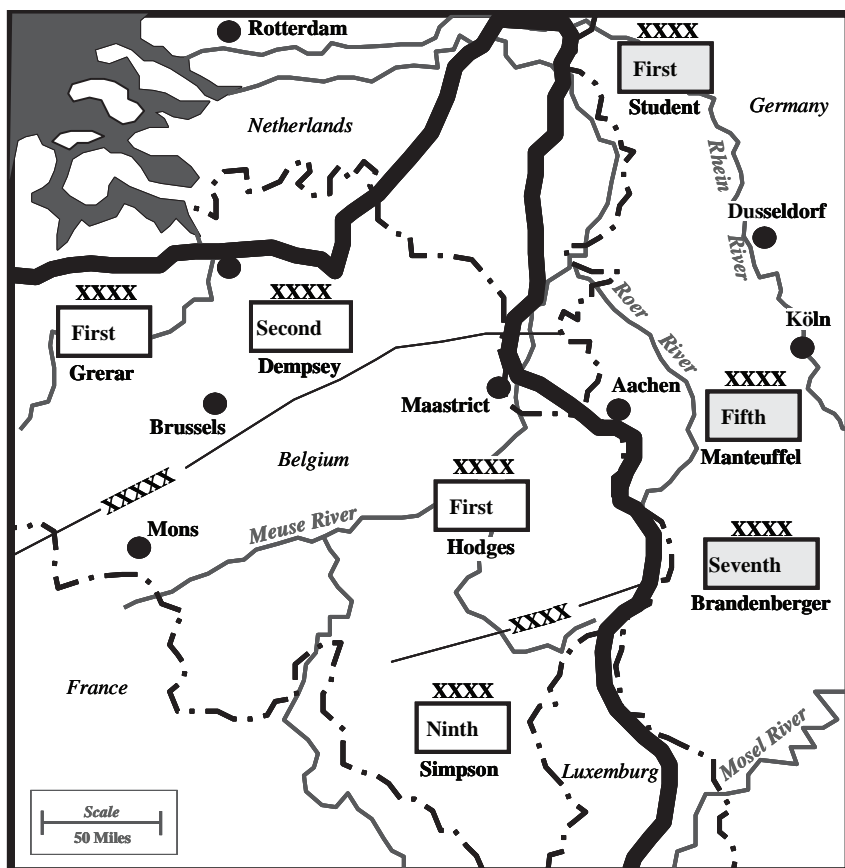 Rotterdam
XXXX
First
Student
Germany
Netherlands
Rhein
River
Dusseldorf
XXXX
First
Grerar
XXXX
Second
Dempsey
Roer
River
Köln
Maastrict
Aachen
XXXX
Fifth
Manteuffel
Brussels
Belgium
XXXXX
XXXX
First
Hodges
Mons
Meuse River
XXXX
Seventh
Brandenberger
XXXX
France
XXXX
Ninth
Simpson
Luxemburg
Mosel River
Scale
50 Miles